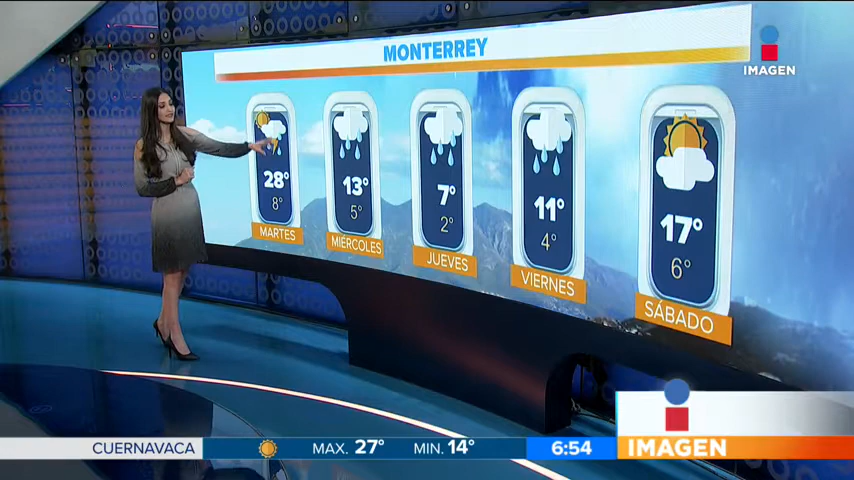 MONTERREY
IMAGEN
28°
8°
MARTES
13°
5°
MIÉRCOLES
7°
2°
JUEVES
11°
4°
VIERNES
17°
6°
SÁBADO
CUERNAVACA MAX. 27° MIN. 14° 6:54 IMAGEN